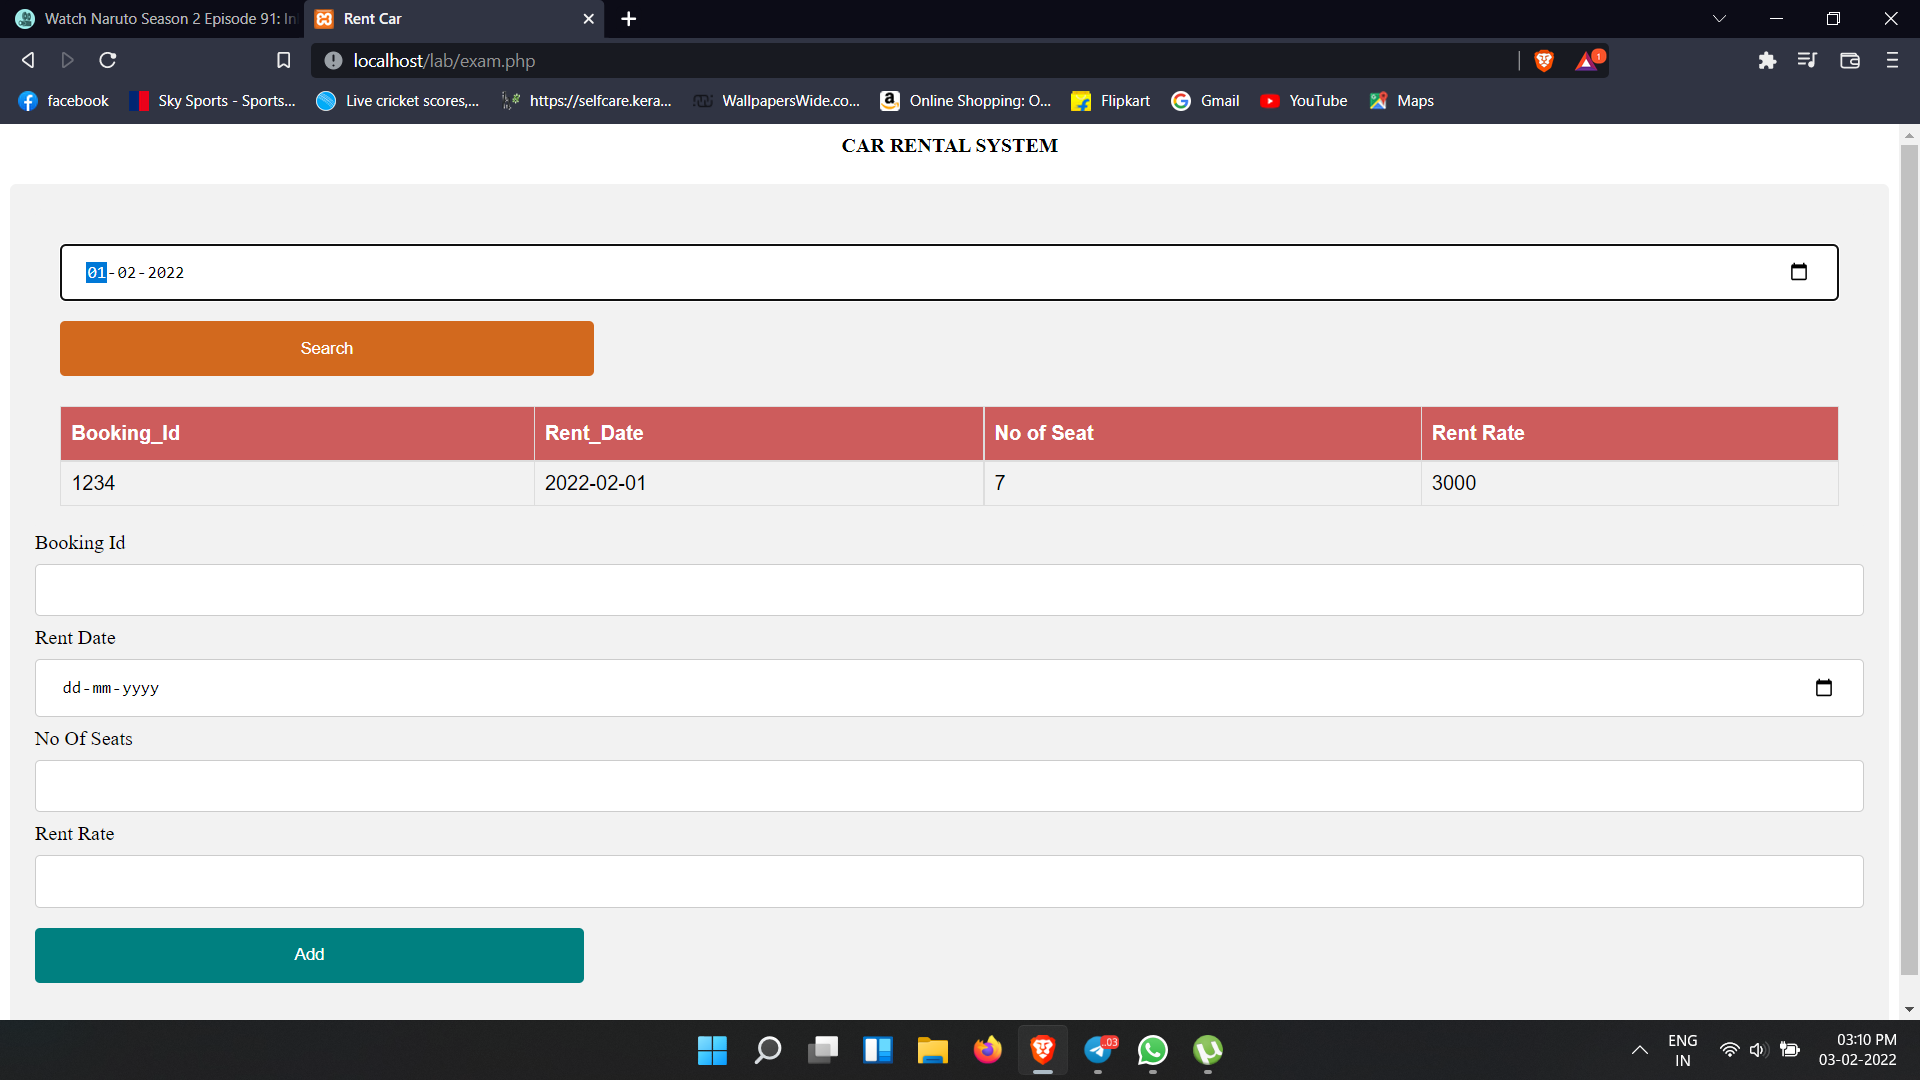 Watch Naruto Season 2 Episode 91: In
Rent Car
localhost/lab/exam.php
1
facebook
Sky Sports - Sports...
Live cricket scores,...
https://selfcare.kera...
WallpapersWide.co...
Online Shopping: O...
Flipkart
Gmail
YouTube
Maps
CAR RENTAL SYSTEM
01-02-2022
Search
Booking_Id Rent_Date No of Seat Rent Rate
1234 2022-02-01 7 3000
Booking Id
Rent Date
dd-mm-yyyy
No Of Seats
Rent Rate
Add
..03
ENG
IN
03:10 PM
03-02-2022